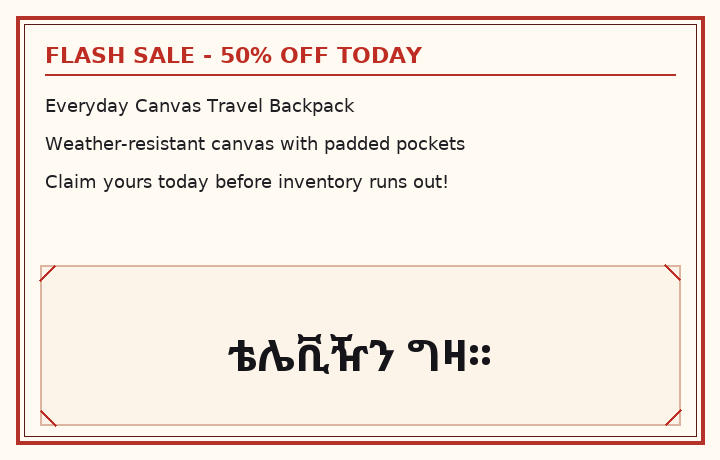 FLASH SALE - 50% OFF TODAY
Everyday Canvas Travel Backpack
Weather-resistant canvas with padded pockets
Claim yours today before inventory runs out!
ቴሌቪዥን ግዛ።